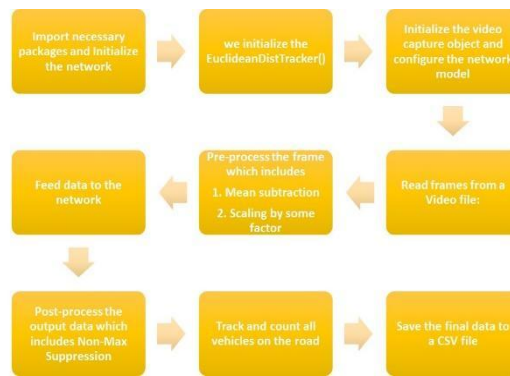 Import necessary
packages and Initialize
the network
we initialize the
EuclideanDistTracker()
Initialize the video
capture object and
configure the network
model
Read frames from a
Video file:
Pre-process the frame
which includes
1. Mean subtraction
2. Scaling by some
factor
Feed data to the
network
Post-process the
output data which
includes Non-Max
Suppression
Track and count all
vehicles on the road
Save the final data to
a CSV file